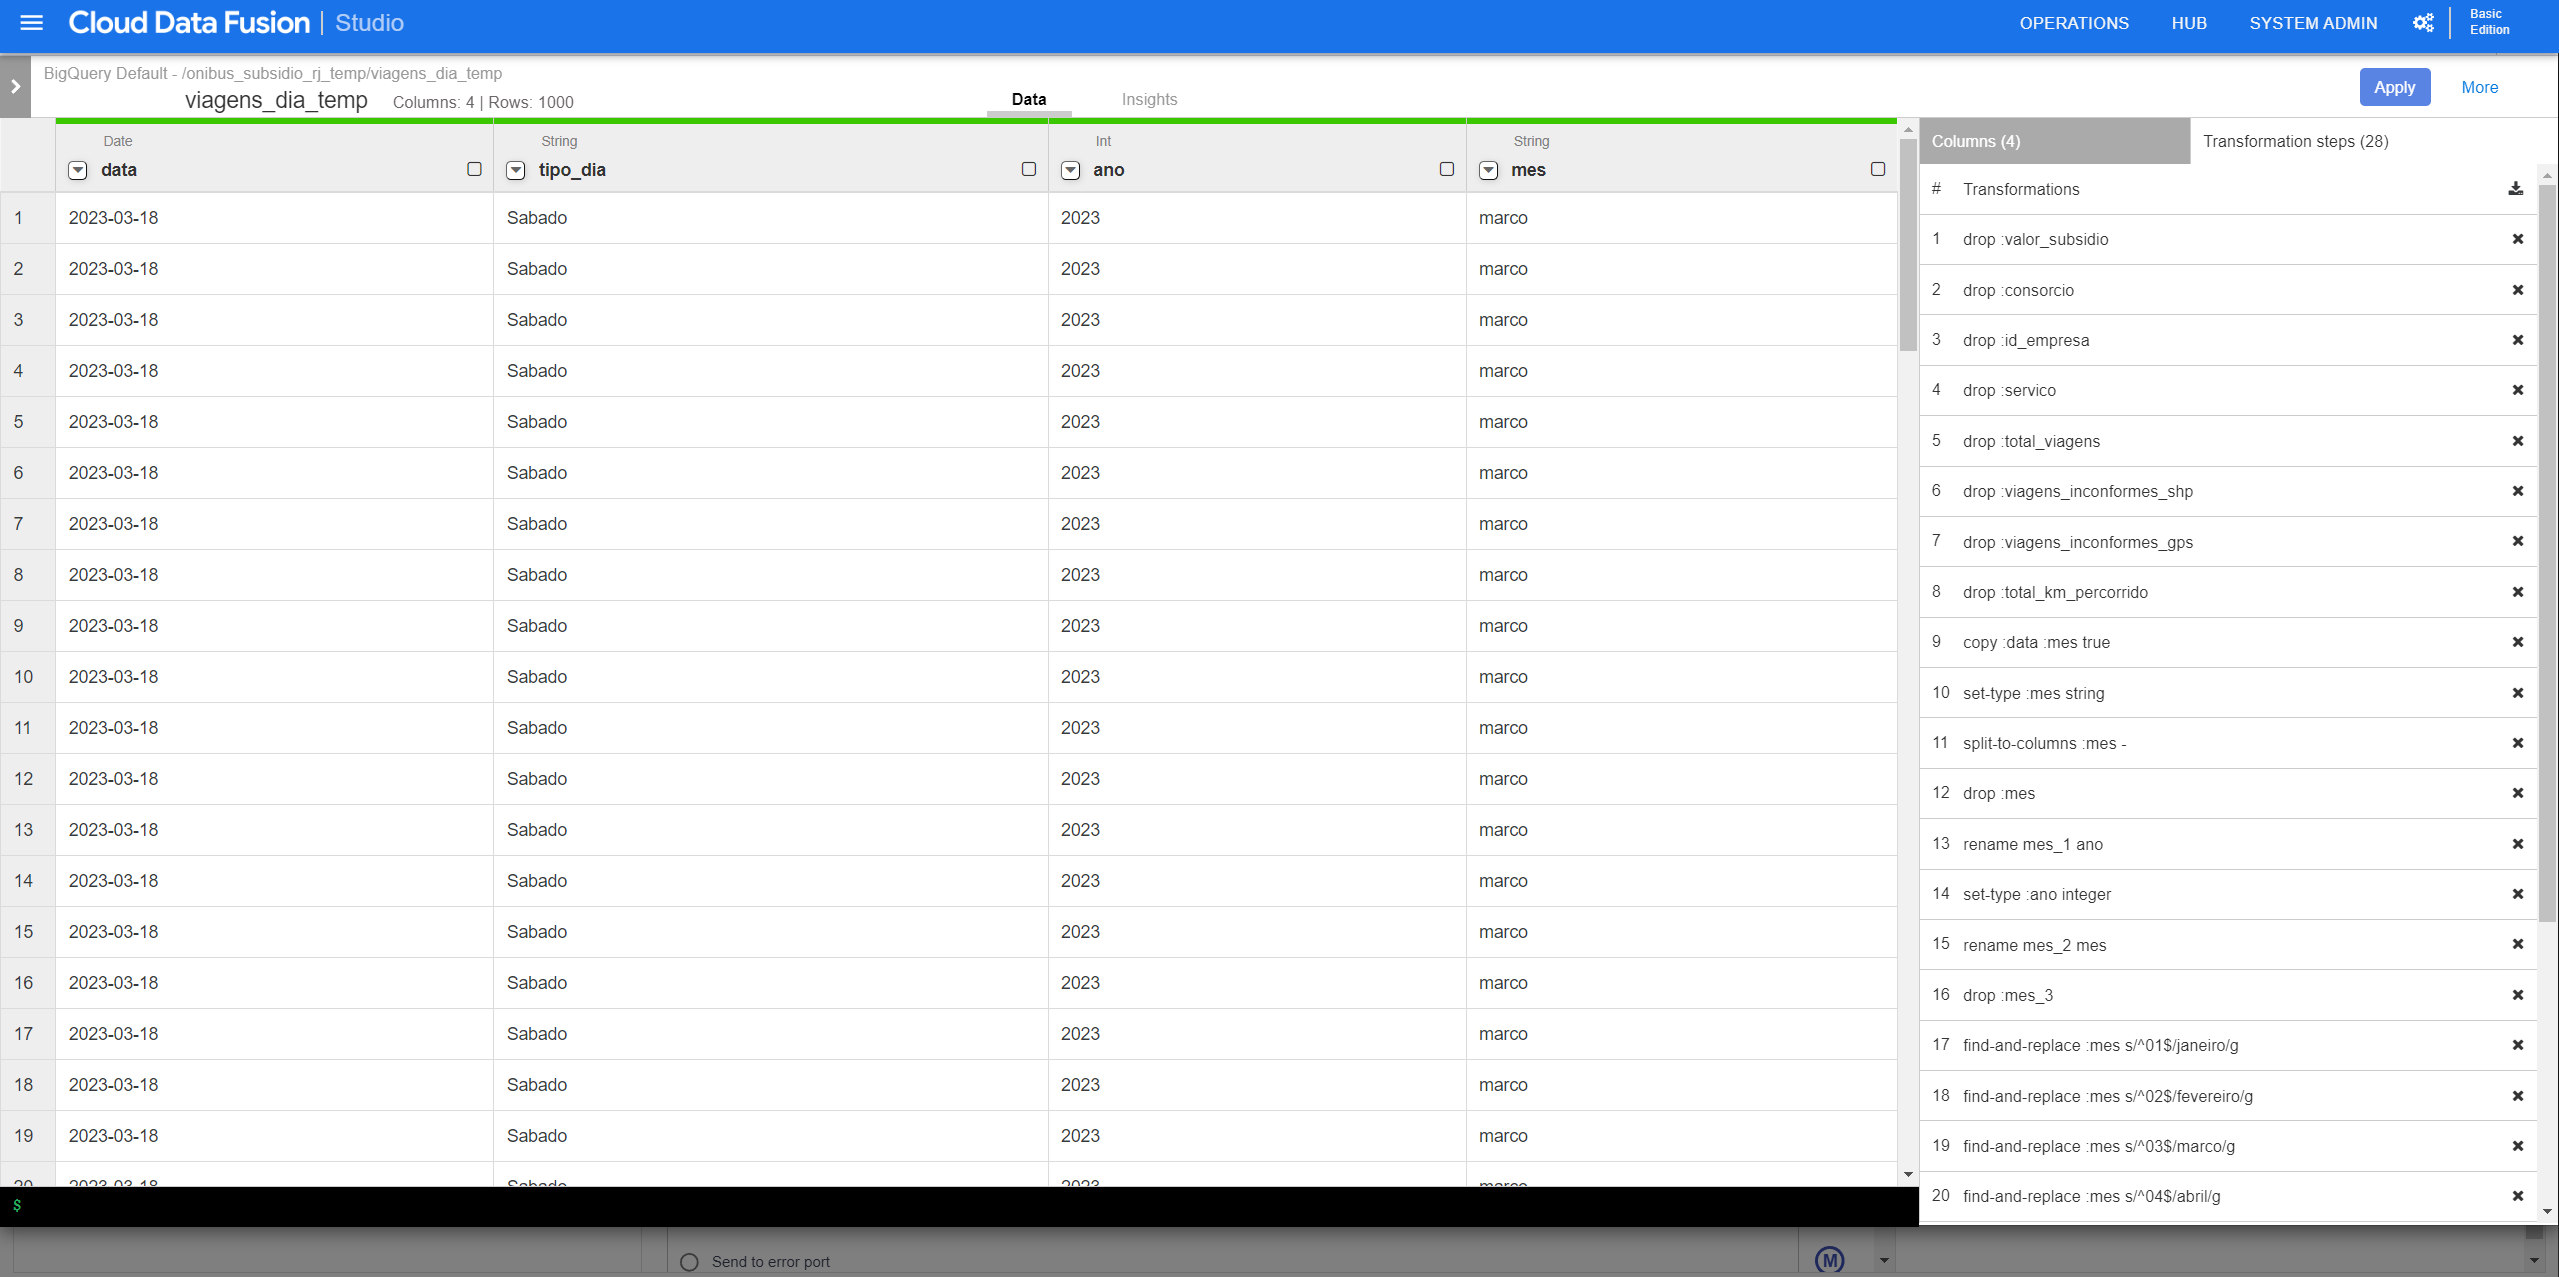 Cloud Data Fusion | Studio
OPERATIONS HUB SYSTEM ADMIN Basic Edition
BigQuery Default - /onibus_subsidio_rj_temp/viagens_dia_temp
viagens_dia_temp Columns: 4 | Rows: 1000
Data Insights
Apply More
Date String Int String
data tipo_dia ano mes
1 2023-03-18 Sabado 2023 marco
2 2023-03-18 Sabado 2023 marco
3 2023-03-18 Sabado 2023 marco
4 2023-03-18 Sabado 2023 marco
5 2023-03-18 Sabado 2023 marco
6 2023-03-18 Sabado 2023 marco
7 2023-03-18 Sabado 2023 marco
8 2023-03-18 Sabado 2023 marco
9 2023-03-18 Sabado 2023 marco
10 2023-03-18 Sabado 2023 marco
11 2023-03-18 Sabado 2023 marco
12 2023-03-18 Sabado 2023 marco
13 2023-03-18 Sabado 2023 marco
14 2023-03-18 Sabado 2023 marco
15 2023-03-18 Sabado 2023 marco
16 2023-03-18 Sabado 2023 marco
17 2023-03-18 Sabado 2023 marco
18 2023-03-18 Sabado 2023 marco
19 2023-03-18 Sabado 2023 marco
20 2023-03-18 Sabado 2023 marco
$
Columns (4) Transformation steps (28)
# Transformations
1 drop :valor_subsidio
2 drop :consorcio
3 drop :id_empresa
4 drop :servico
5 drop :total_viagens
6 drop :viagens_inconformes_shp
7 drop :viagens_inconformes_gps
8 drop :total_km_percorrido
9 copy :data :mes true
10 set-type :mes string
11 split-to-columns :mes -
12 drop :mes
13 rename mes_1 ano
14 set-type :ano integer
15 rename mes_2 mes
16 drop :mes_3
17 find-and-replace :mes s/^01$/janeiro/g
18 find-and-replace :mes s/^02$/fevereiro/g
19 find-and-replace :mes s/^03$/marco/g
20 find-and-replace :mes s/^04$/abril/g
Send to error port
M